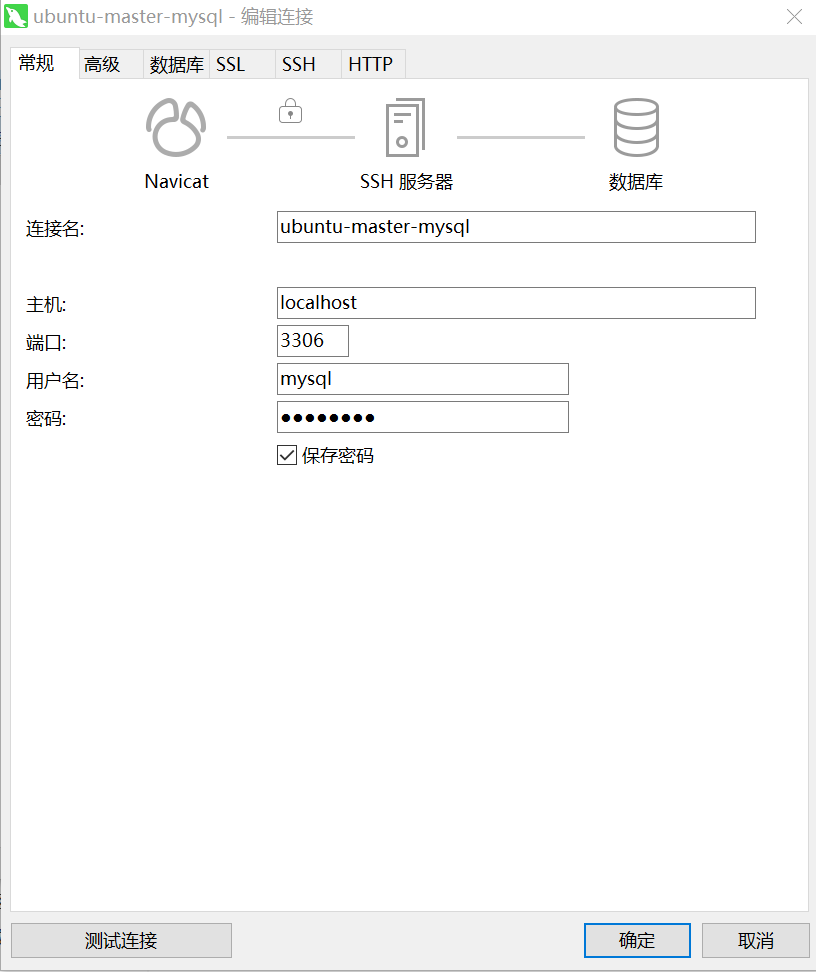 ubuntu-master-mysql - 编辑连接
常规 高级 数据库 SSL SSH HTTP
Navicat SSH 服务器 数据库
连接名: ubuntu-master-mysql
主机: localhost
端口: 3306
用户名: mysql
密码: ●●●●●●●●
保存密码
测试连接 确定 取消